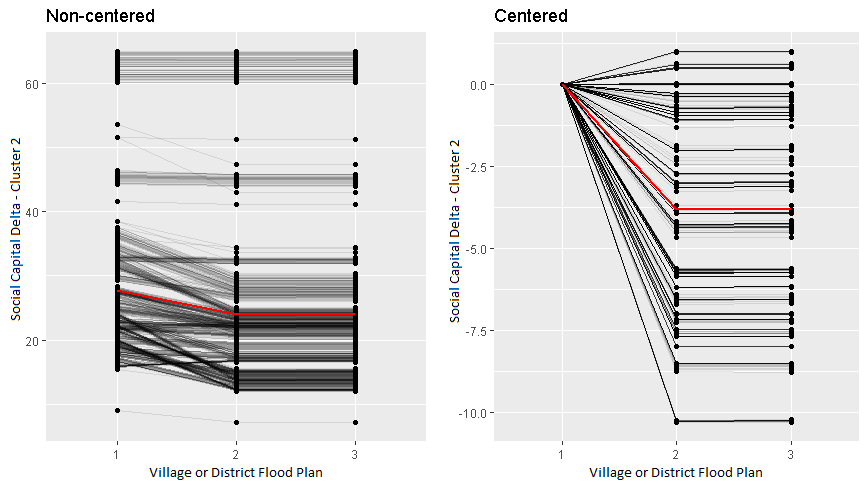 Non-centered
Social Capital Delta - Cluster 2
60
40
20
1 2 3
Village or District Flood Plan
Centered
Social Capital Delta - Cluster 2
0.0
-2.5
-5.0
-7.5
-10.0
1 2 3
Village or District Flood Plan